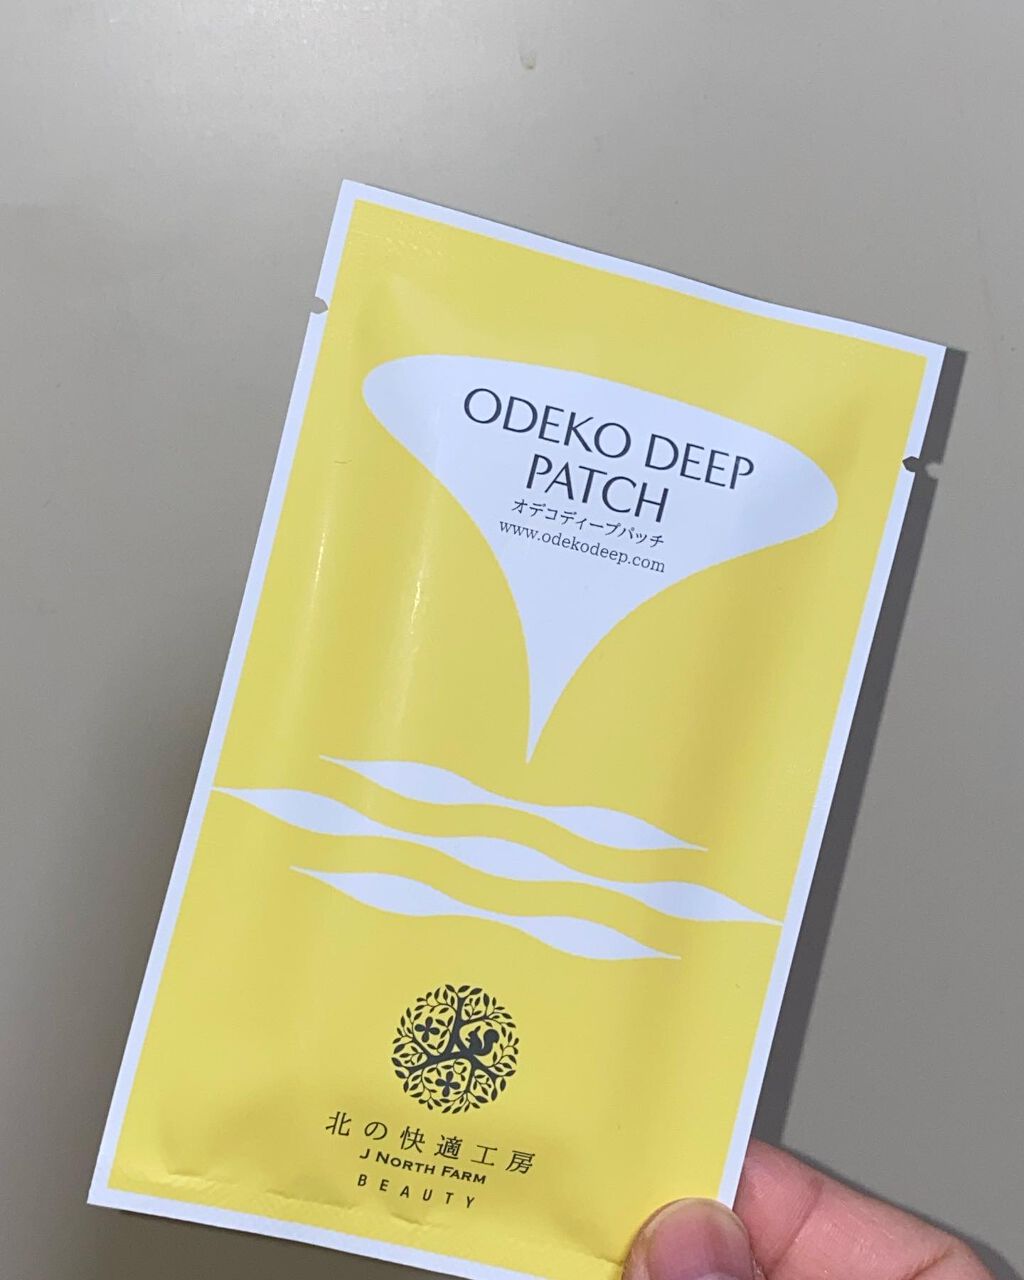 ODEKO DEEP
PATCH
オデコディープパッチ
www.odekodeep.com
北の快適工房
J NORTH FARM
BEAUTY